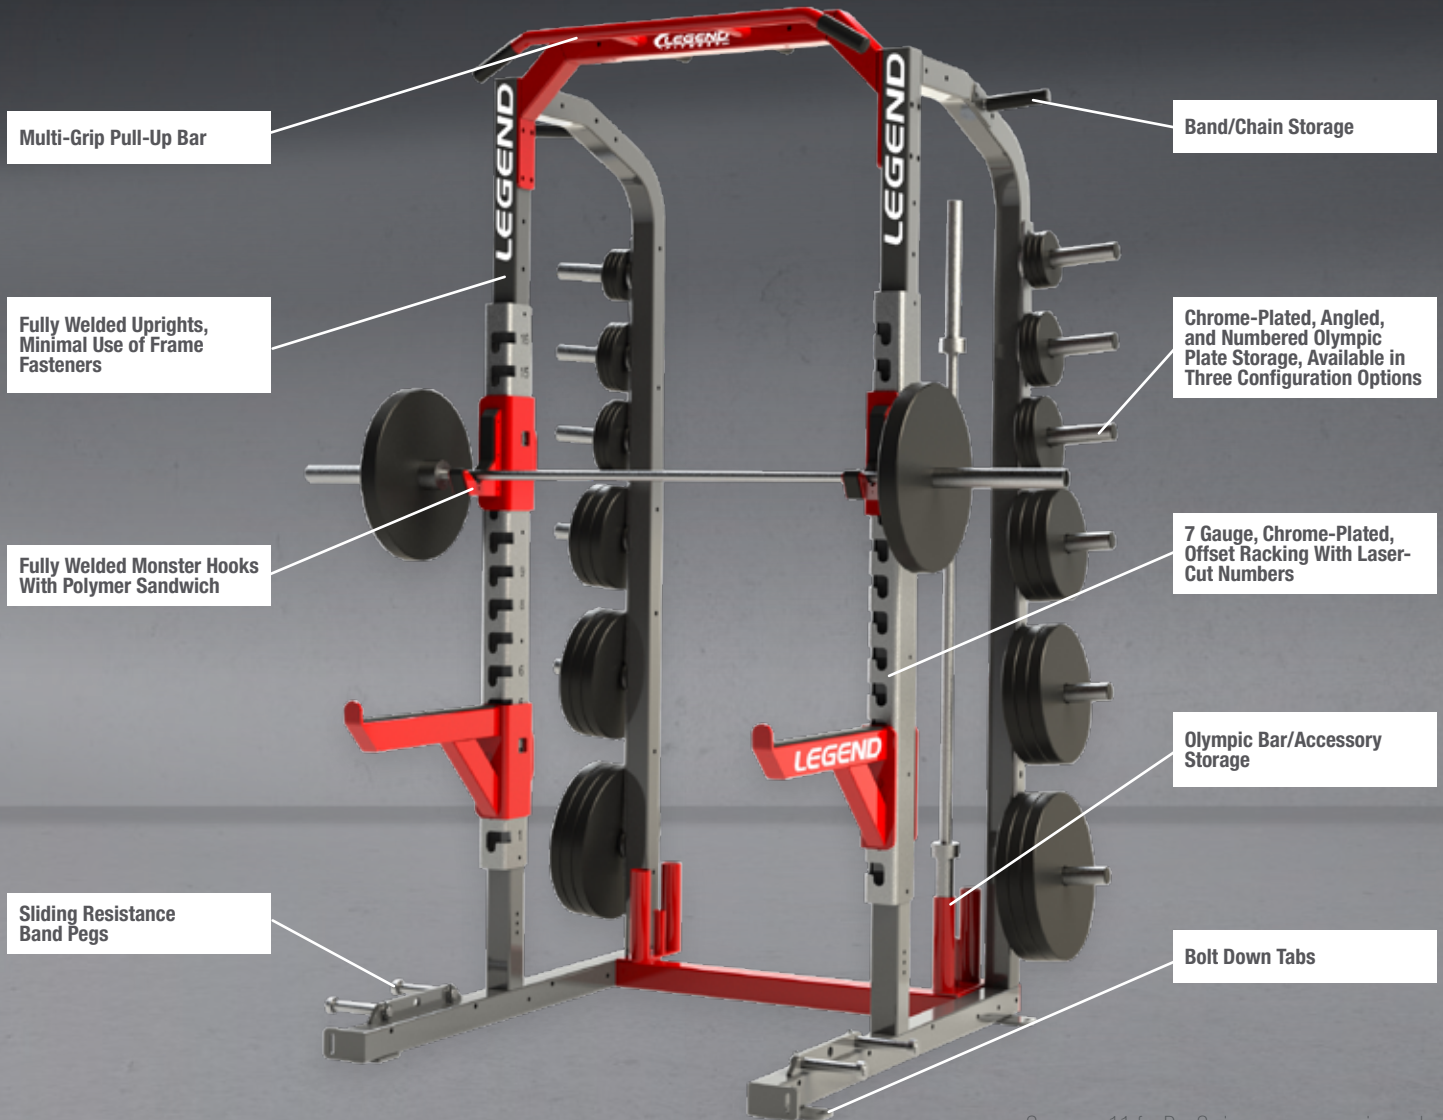 LEGEND
LEGEND
LEGEND
Multi-Grip Pull-Up Bar
Band/Chain Storage
Fully Welded Uprights,
Minimal Use of Frame
Fasteners
Chrome-Plated, Angled,
and Numbered Olympic
Plate Storage, Available in
Three Configuration Options
Fully Welded Monster Hooks
With Polymer Sandwich
7 Gauge, Chrome-Plated,
Offset Racking With Laser-
Cut Numbers
LEGEND
Olympic Bar/Accessory
Storage
Sliding Resistance
Band Pegs
Bolt Down Tabs